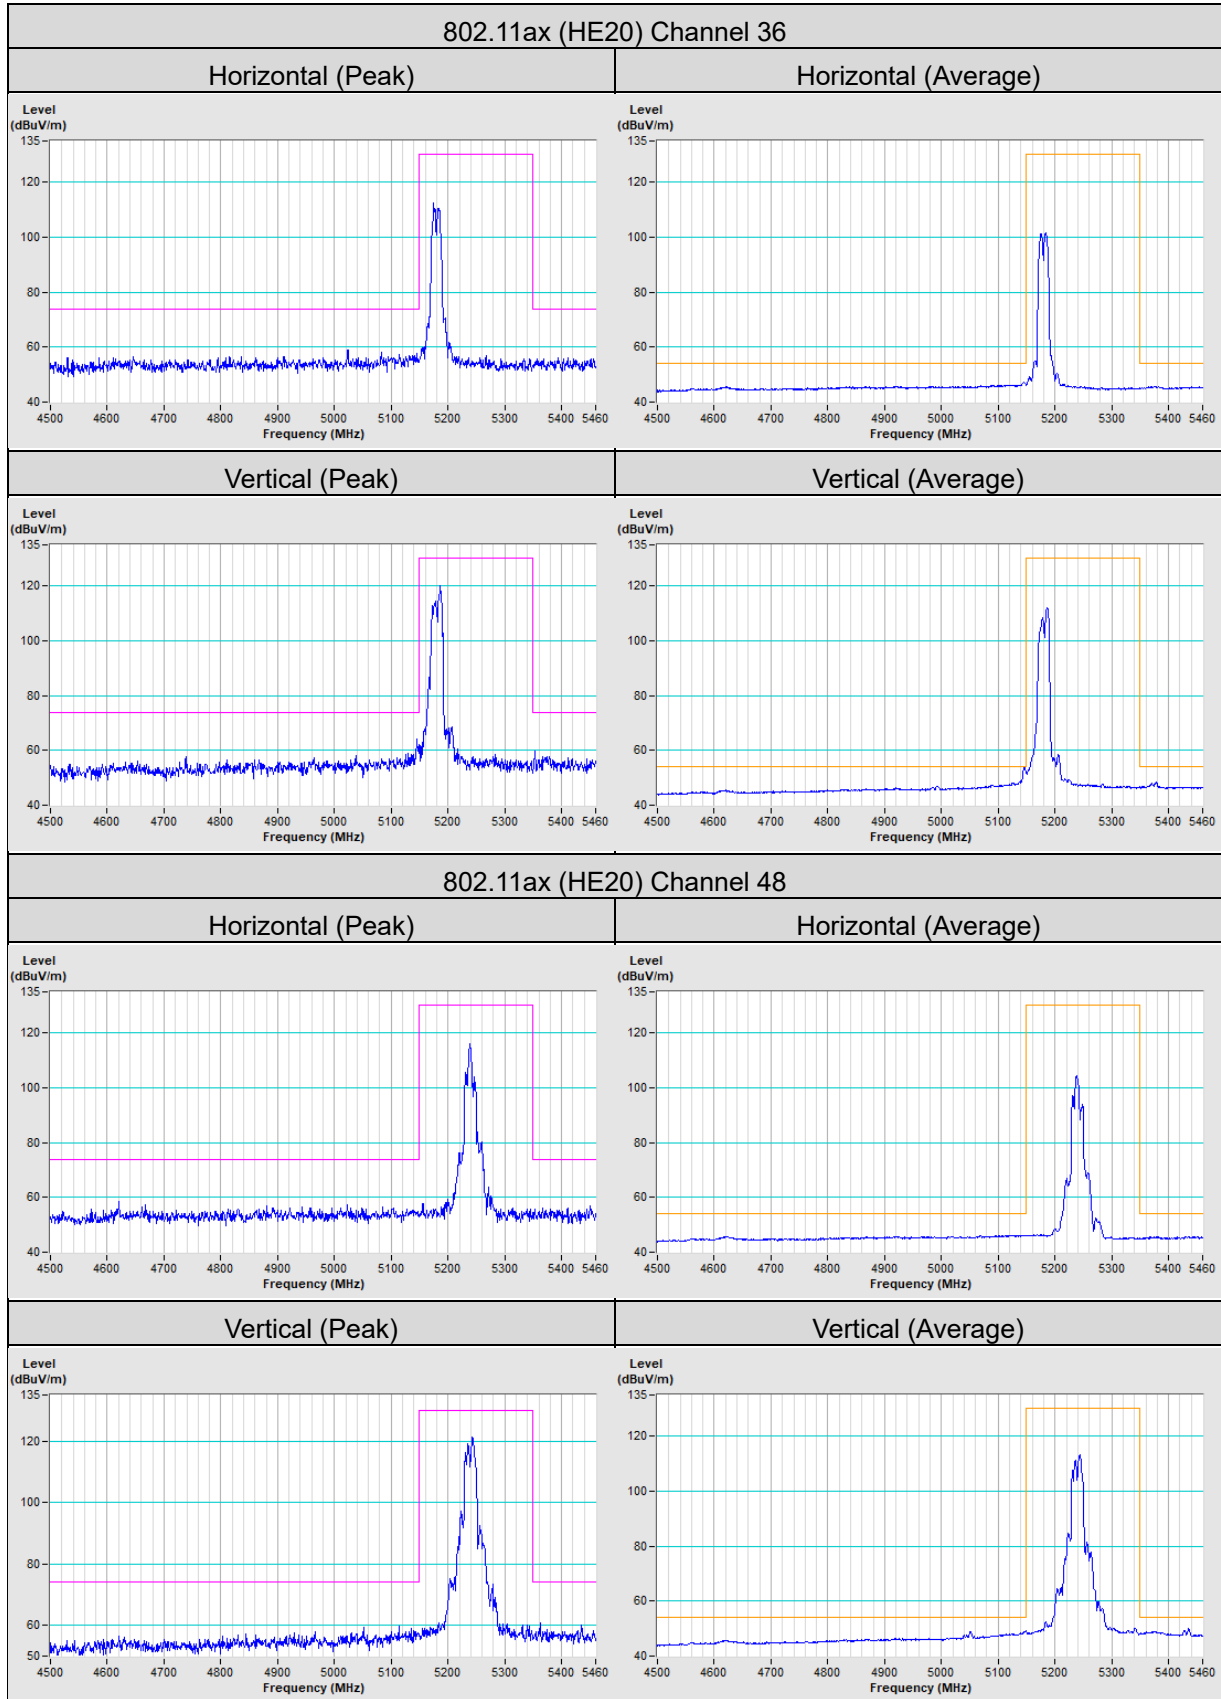 802.11ax (HE20) Channel 36
Horizontal (Peak) Horizontal (Average)
Level Level
(dBuV/m) (dBuV/m)
135 135
120 120
100 100
80 80
60 60
40 40
4500 4600 4700 4800 4900 5000 5100 5200 5300 5400 5460 4500 4600 4700 4800 4900 5000 5100 5200 5300 5400 5460
Frequency (MHz) Frequency (MHz)
Vertical (Peak) Vertical (Average)
Level Level
(dBuV/m) (dBuV/m)
135 135
120 120
100 100
80 80
60 60
40 40
4500 4600 4700 4800 4900 5000 5100 5200 5300 5400 5460 4500 4600 4700 4800 4900 5000 5100 5200 5300 5400 5460
Frequency (MHz) Frequency (MHz)
802.11ax (HE20) Channel 48
Horizontal (Peak) Horizontal (Average)
Level Level
(dBuV/m) (dBuV/m)
135 135
120 120
100 100
80 80
60 60
40 40
4500 4600 4700 4800 4900 5000 5100 5200 5300 5400 5460 4500 4600 4700 4800 4900 5000 5100 5200 5300 5400 5460
Frequency (MHz) Frequency (MHz)
Vertical (Peak) Vertical (Average)
Level Level
(dBuV/m) (dBuV/m)
135 135
120 120
100 100
80 80
60 60
50 40
4500 4600 4700 4800 4900 5000 5100 5200 5300 5400 5460 4500 4600 4700 4800 4900 5000 5100 5200 5300 5400 5460
Frequency (MHz) Frequency (MHz)